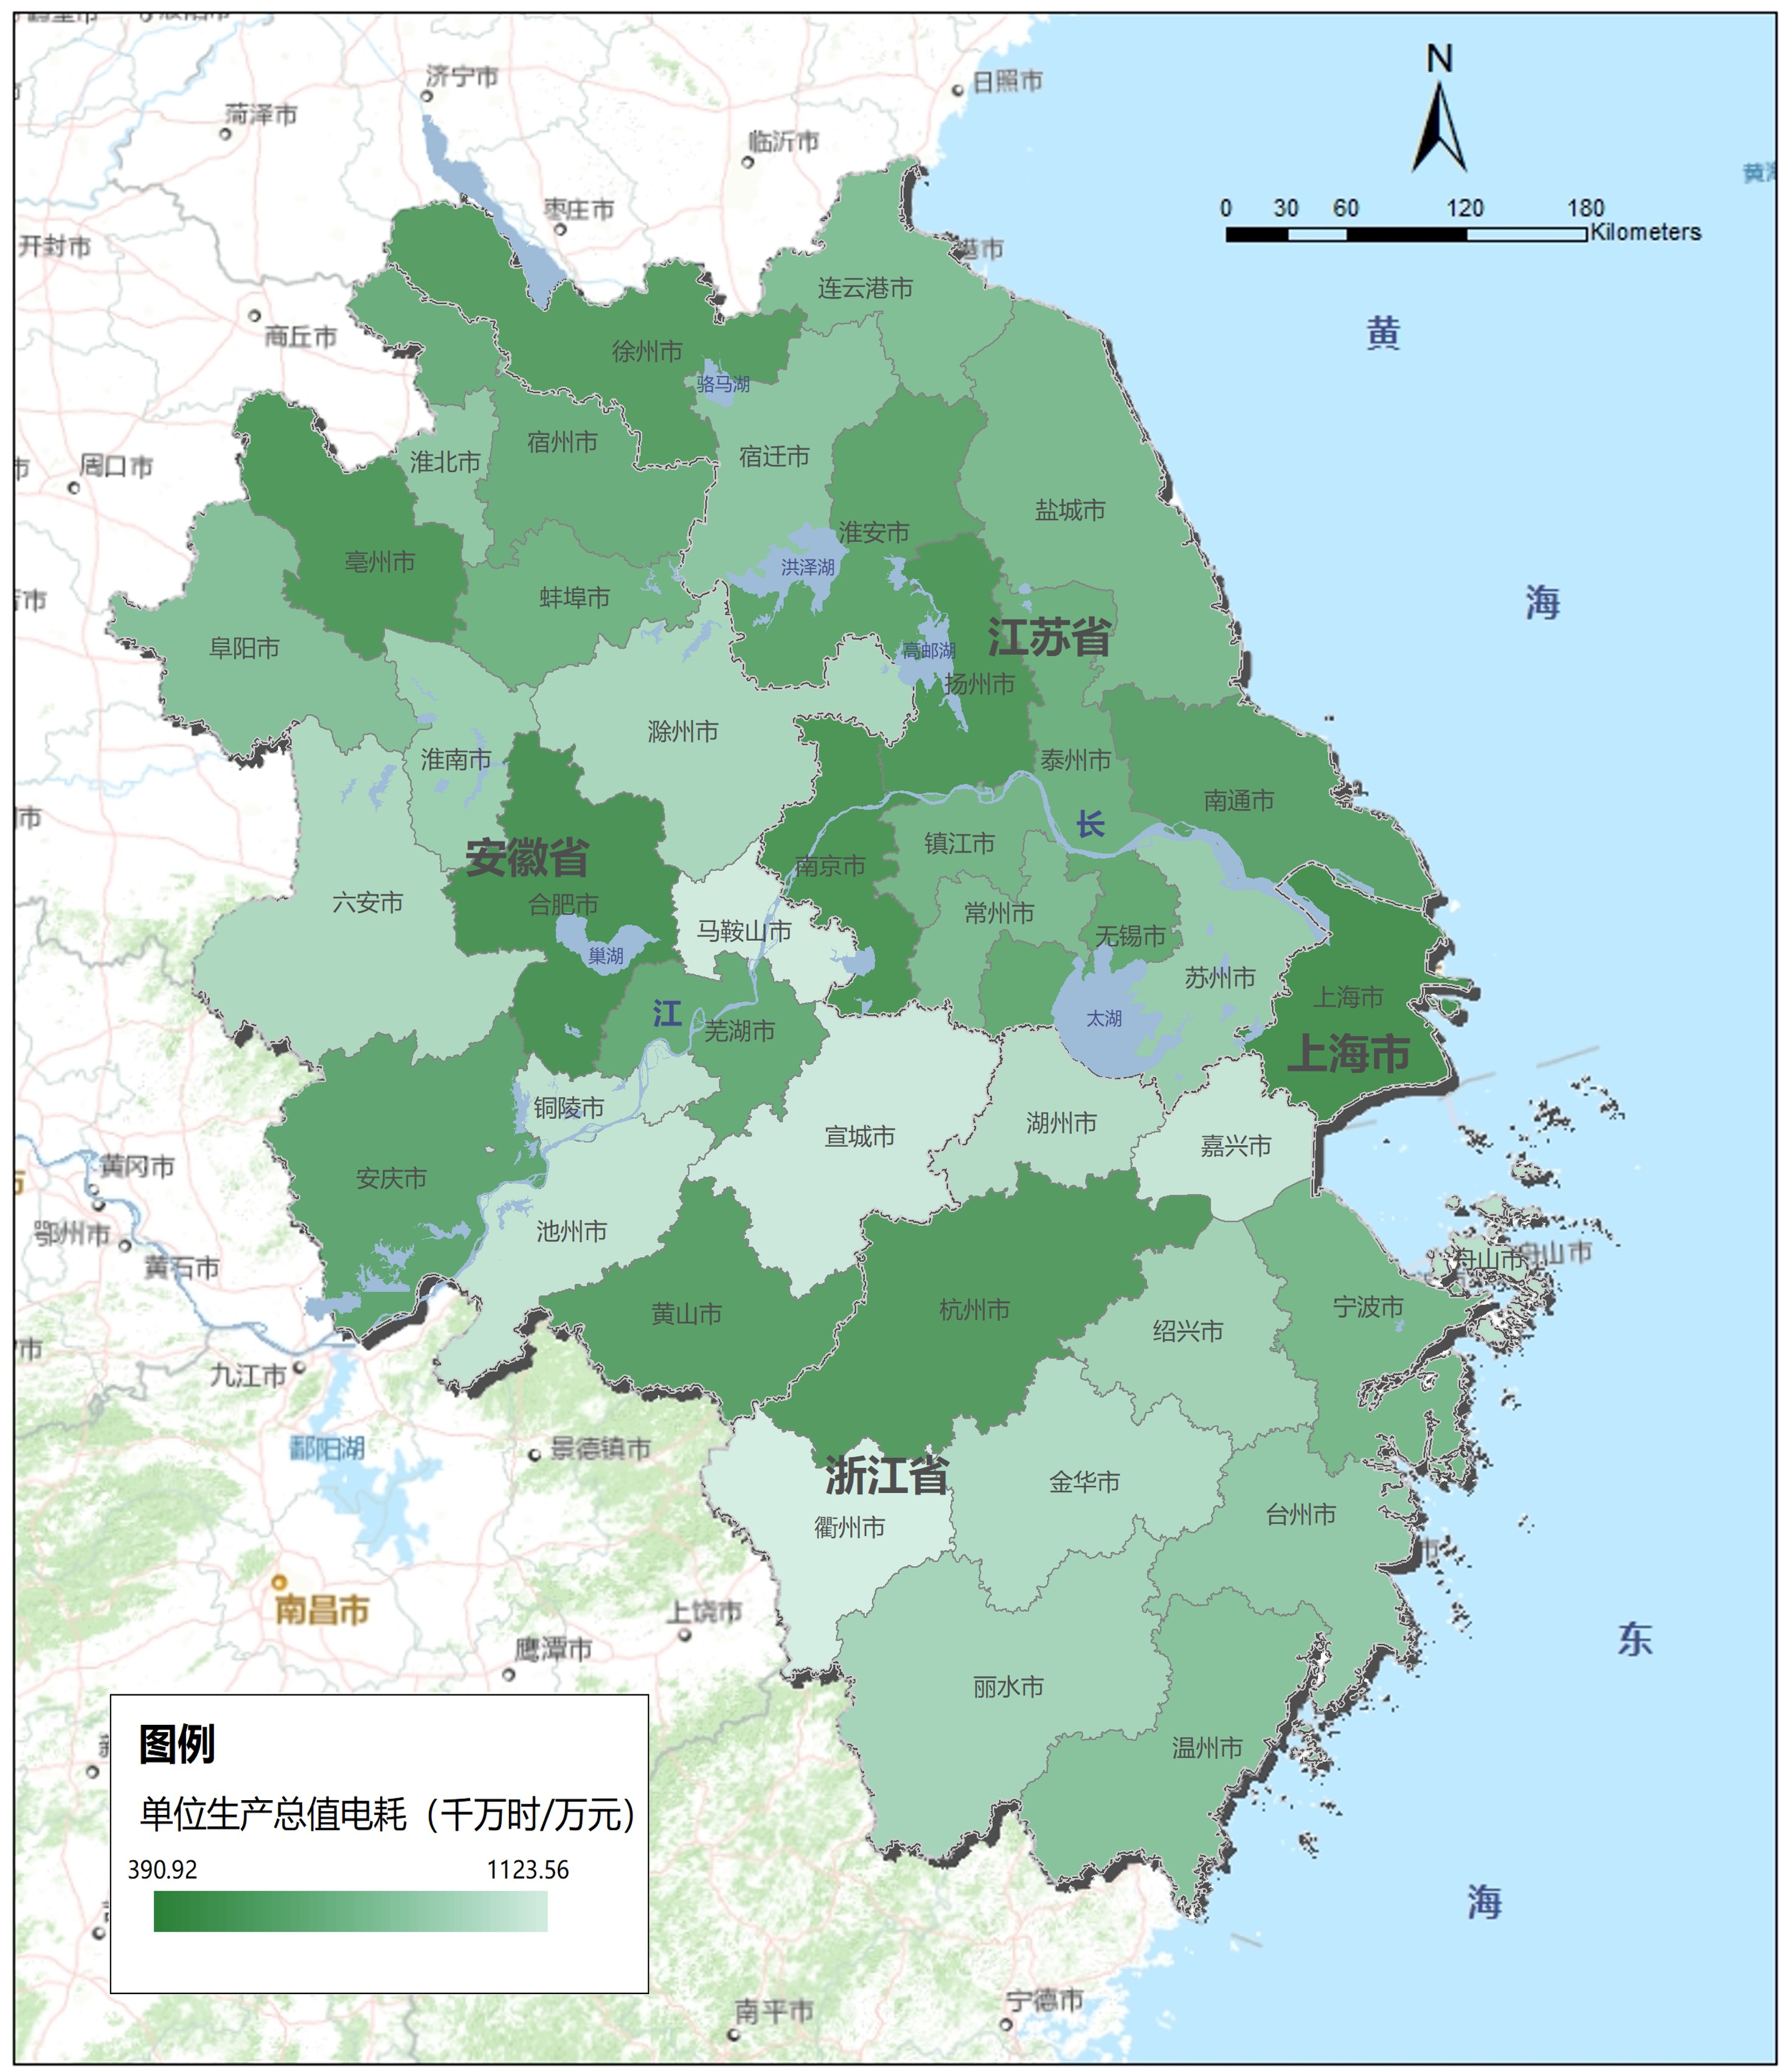 济宁市
日照市
菏泽市
临沂市
N
0 30 60 120 180
Kilometers
枣庄市
开封市
港市
连云港市
商丘市
黄
徐州市
骆马湖
宿州市
淮北市
宿迁市
周口市
盐城市
淮安市
亳州市
洪泽湖
蚌埠市
海
江苏省
阜阳市
高邮湖
扬州市
滁州市
淮南市
泰州市
南通市
长
镇江市
安徽省
南京市
六安市
合肥市
常州市
马鞍山市
无锡市
巢湖
苏州市
上海市
江
太湖
芜湖市
上海市
铜陵市
湖州市
宣城市
嘉兴市
黄冈市
安庆市
池州市
鄂州市
舟山市
舟山市
黄石市
宁波市
黄山市
杭州市
绍兴市
九江市
鄱阳湖
景德镇市
浙江省
金华市
台州市
衢州市
市
南昌市
上饶市
东
鹰潭市
丽水市
温州市
图例
单位生产总值电耗（千万时/万元）
390.92 1123.56
海
南平市
宁德市